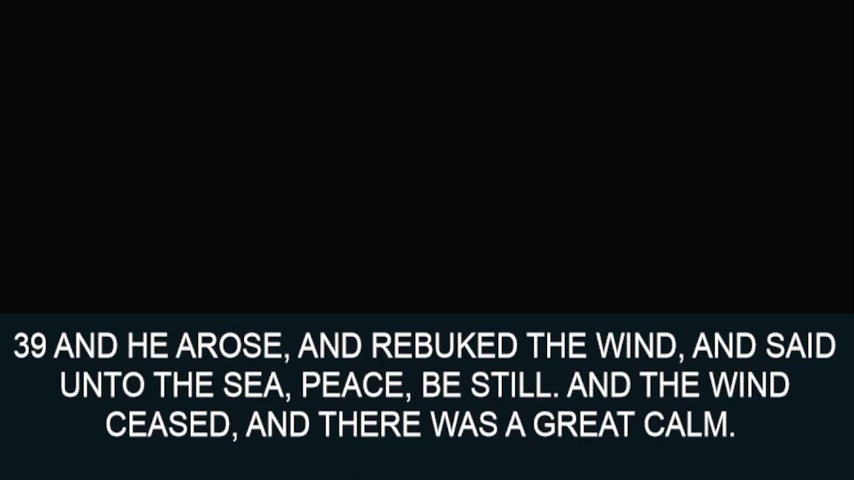 39 AND HE AROSE, AND REBUKED THE WIND, AND SAID
UNTO THE SEA, PEACE, BE STILL. AND THE WIND
CEASED, AND THERE WAS A GREAT CALM.